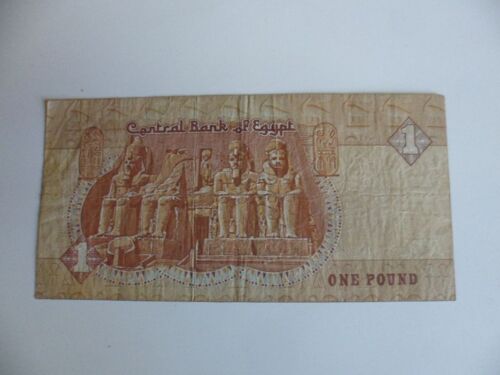 Central Bank of Egypt
1
1
ONE POUND